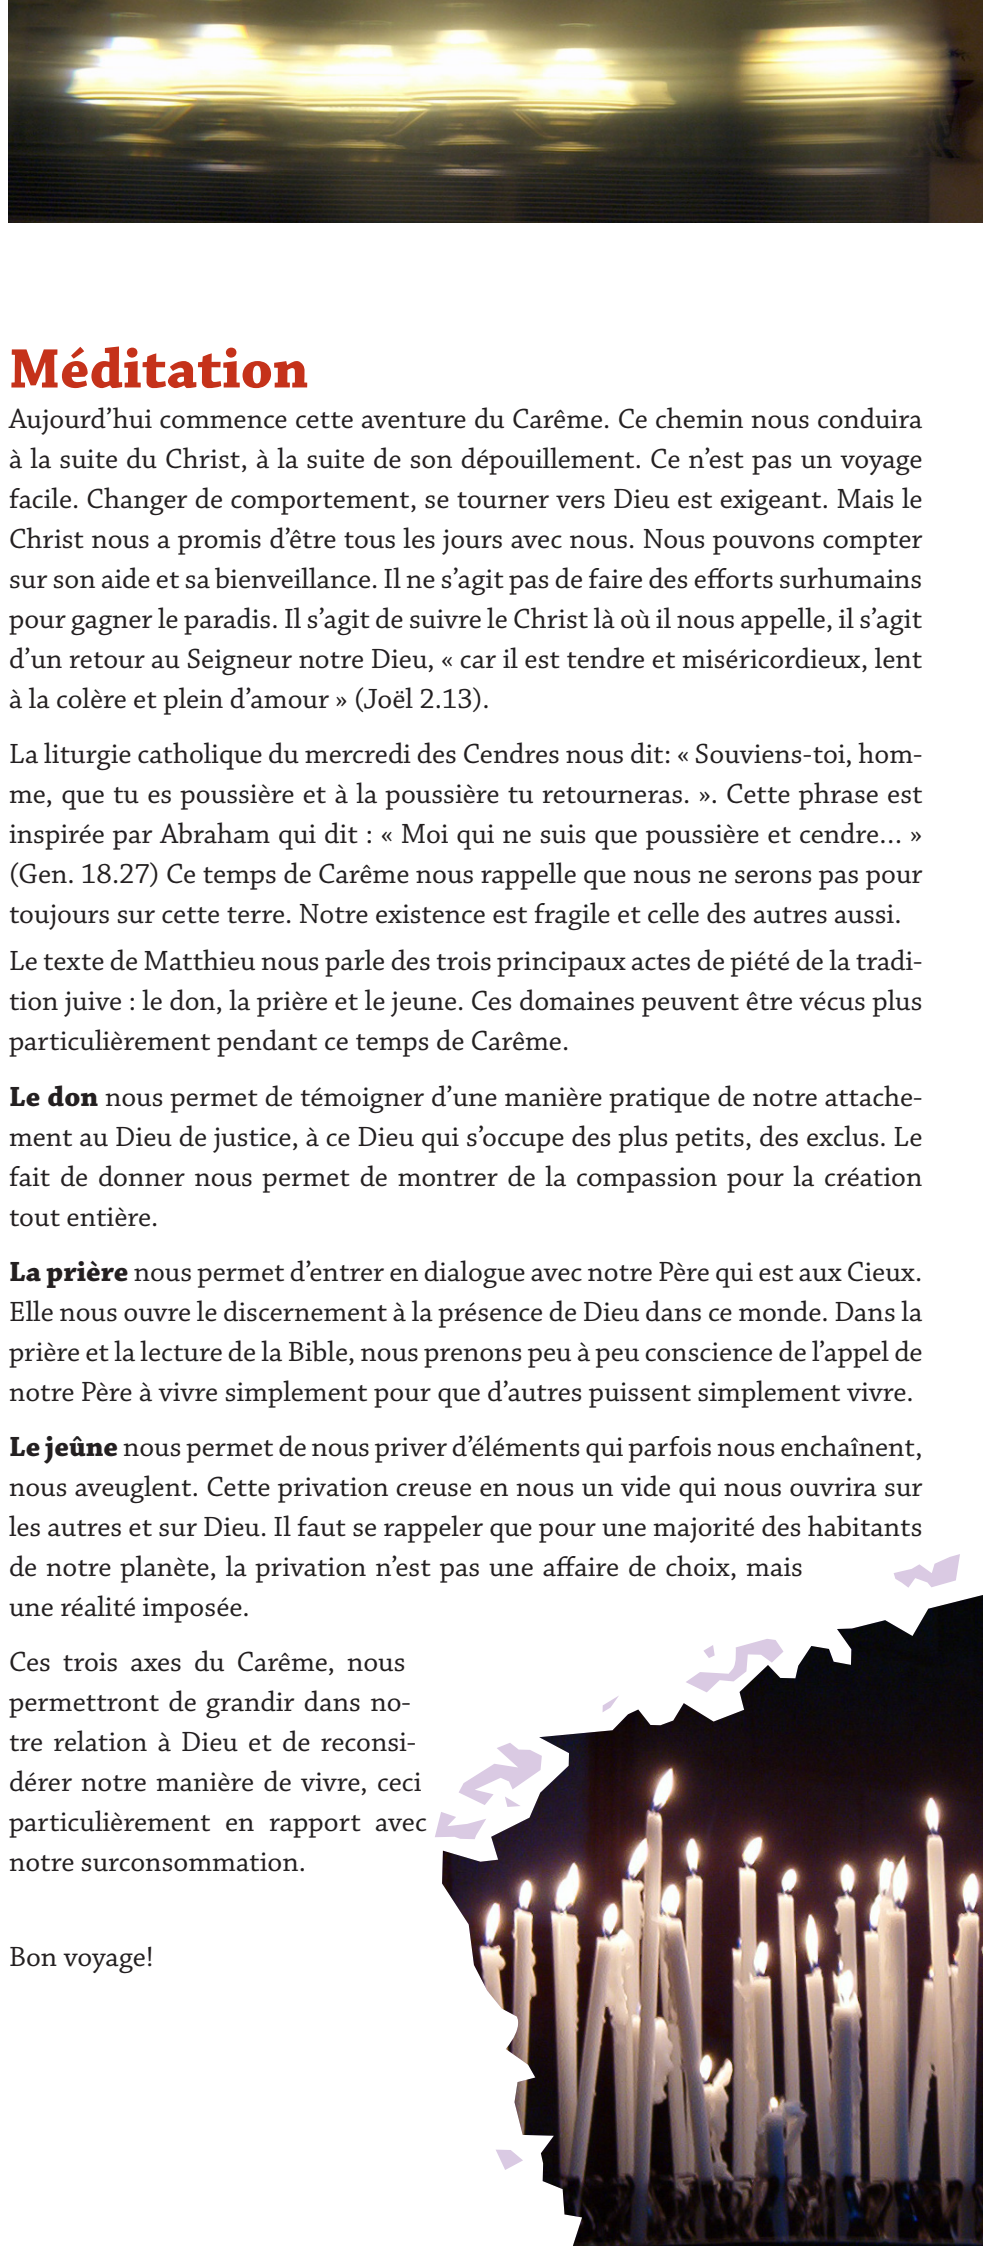 Méditation
Aujourd’hui commence cette aventure du Carême. Ce chemin nous conduira
à la suite du Christ, à la suite de son dépouillement. Ce n’est pas un voyage
facile. Changer de comportement, se tourner vers Dieu est exigeant. Mais le
Christ nous a promis d’être tous les jours avec nous. Nous pouvons compter
sur son aide et sa bienveillance. Il ne s’agit pas de faire des efforts surhumains
pour gagner le paradis. Il s’agit de suivre le Christ là où il nous appelle, il s’agit
d’un retour au Seigneur notre Dieu, « car il est tendre et miséricordieux, lent
à la colère et plein d’amour » (Joël 2.13).
La liturgie catholique du mercredi des Cendres nous dit: « Souviens-toi, hom-
me, que tu es poussière et à la poussière tu retourneras. ». Cette phrase est
inspirée par Abraham qui dit : « Moi qui ne suis que poussière et cendre... »
(Gen. 18.27) Ce temps de Carême nous rappelle que nous ne serons pas pour
toujours sur cette terre. Notre existence est fragile et celle des autres aussi.
Le texte de Matthieu nous parle des trois principaux actes de piété de la tradi-
tion juive : le don, la prière et le jeune. Ces domaines peuvent être vécus plus
particulièrement pendant ce temps de Carême.
Le don nous permet de témoigner d’une manière pratique de notre attache-
ment au Dieu de justice, à ce Dieu qui s’occupe des plus petits, des exclus. Le
fait de donner nous permet de montrer de la compassion pour la création
tout entière.
La prière nous permet d’entrer en dialogue avec notre Père qui est aux Cieux.
Elle nous ouvre le discernement à la présence de Dieu dans ce monde. Dans la
prière et la lecture de la Bible, nous prenons peu à peu conscience de l’appel de
notre Père à vivre simplement pour que d’autres puissent simplement vivre.
Le jeûne nous permet de nous priver d’éléments qui parfois nous enchaînent,
nous aveuglent. Cette privation creuse en nous un vide qui nous ouvrira sur
les autres et sur Dieu. Il faut se rappeler que pour une majorité des habitants
de notre planète, la privation n’est pas une affaire de choix, mais
une réalité imposée.
Ces trois axes du Carême, nous
permettront de grandir dans no-
tre relation à Dieu et de reconsi-
dérer notre manière de vivre, ceci
particulièrement en rapport avec
notre surconsommation.
Bon voyage!